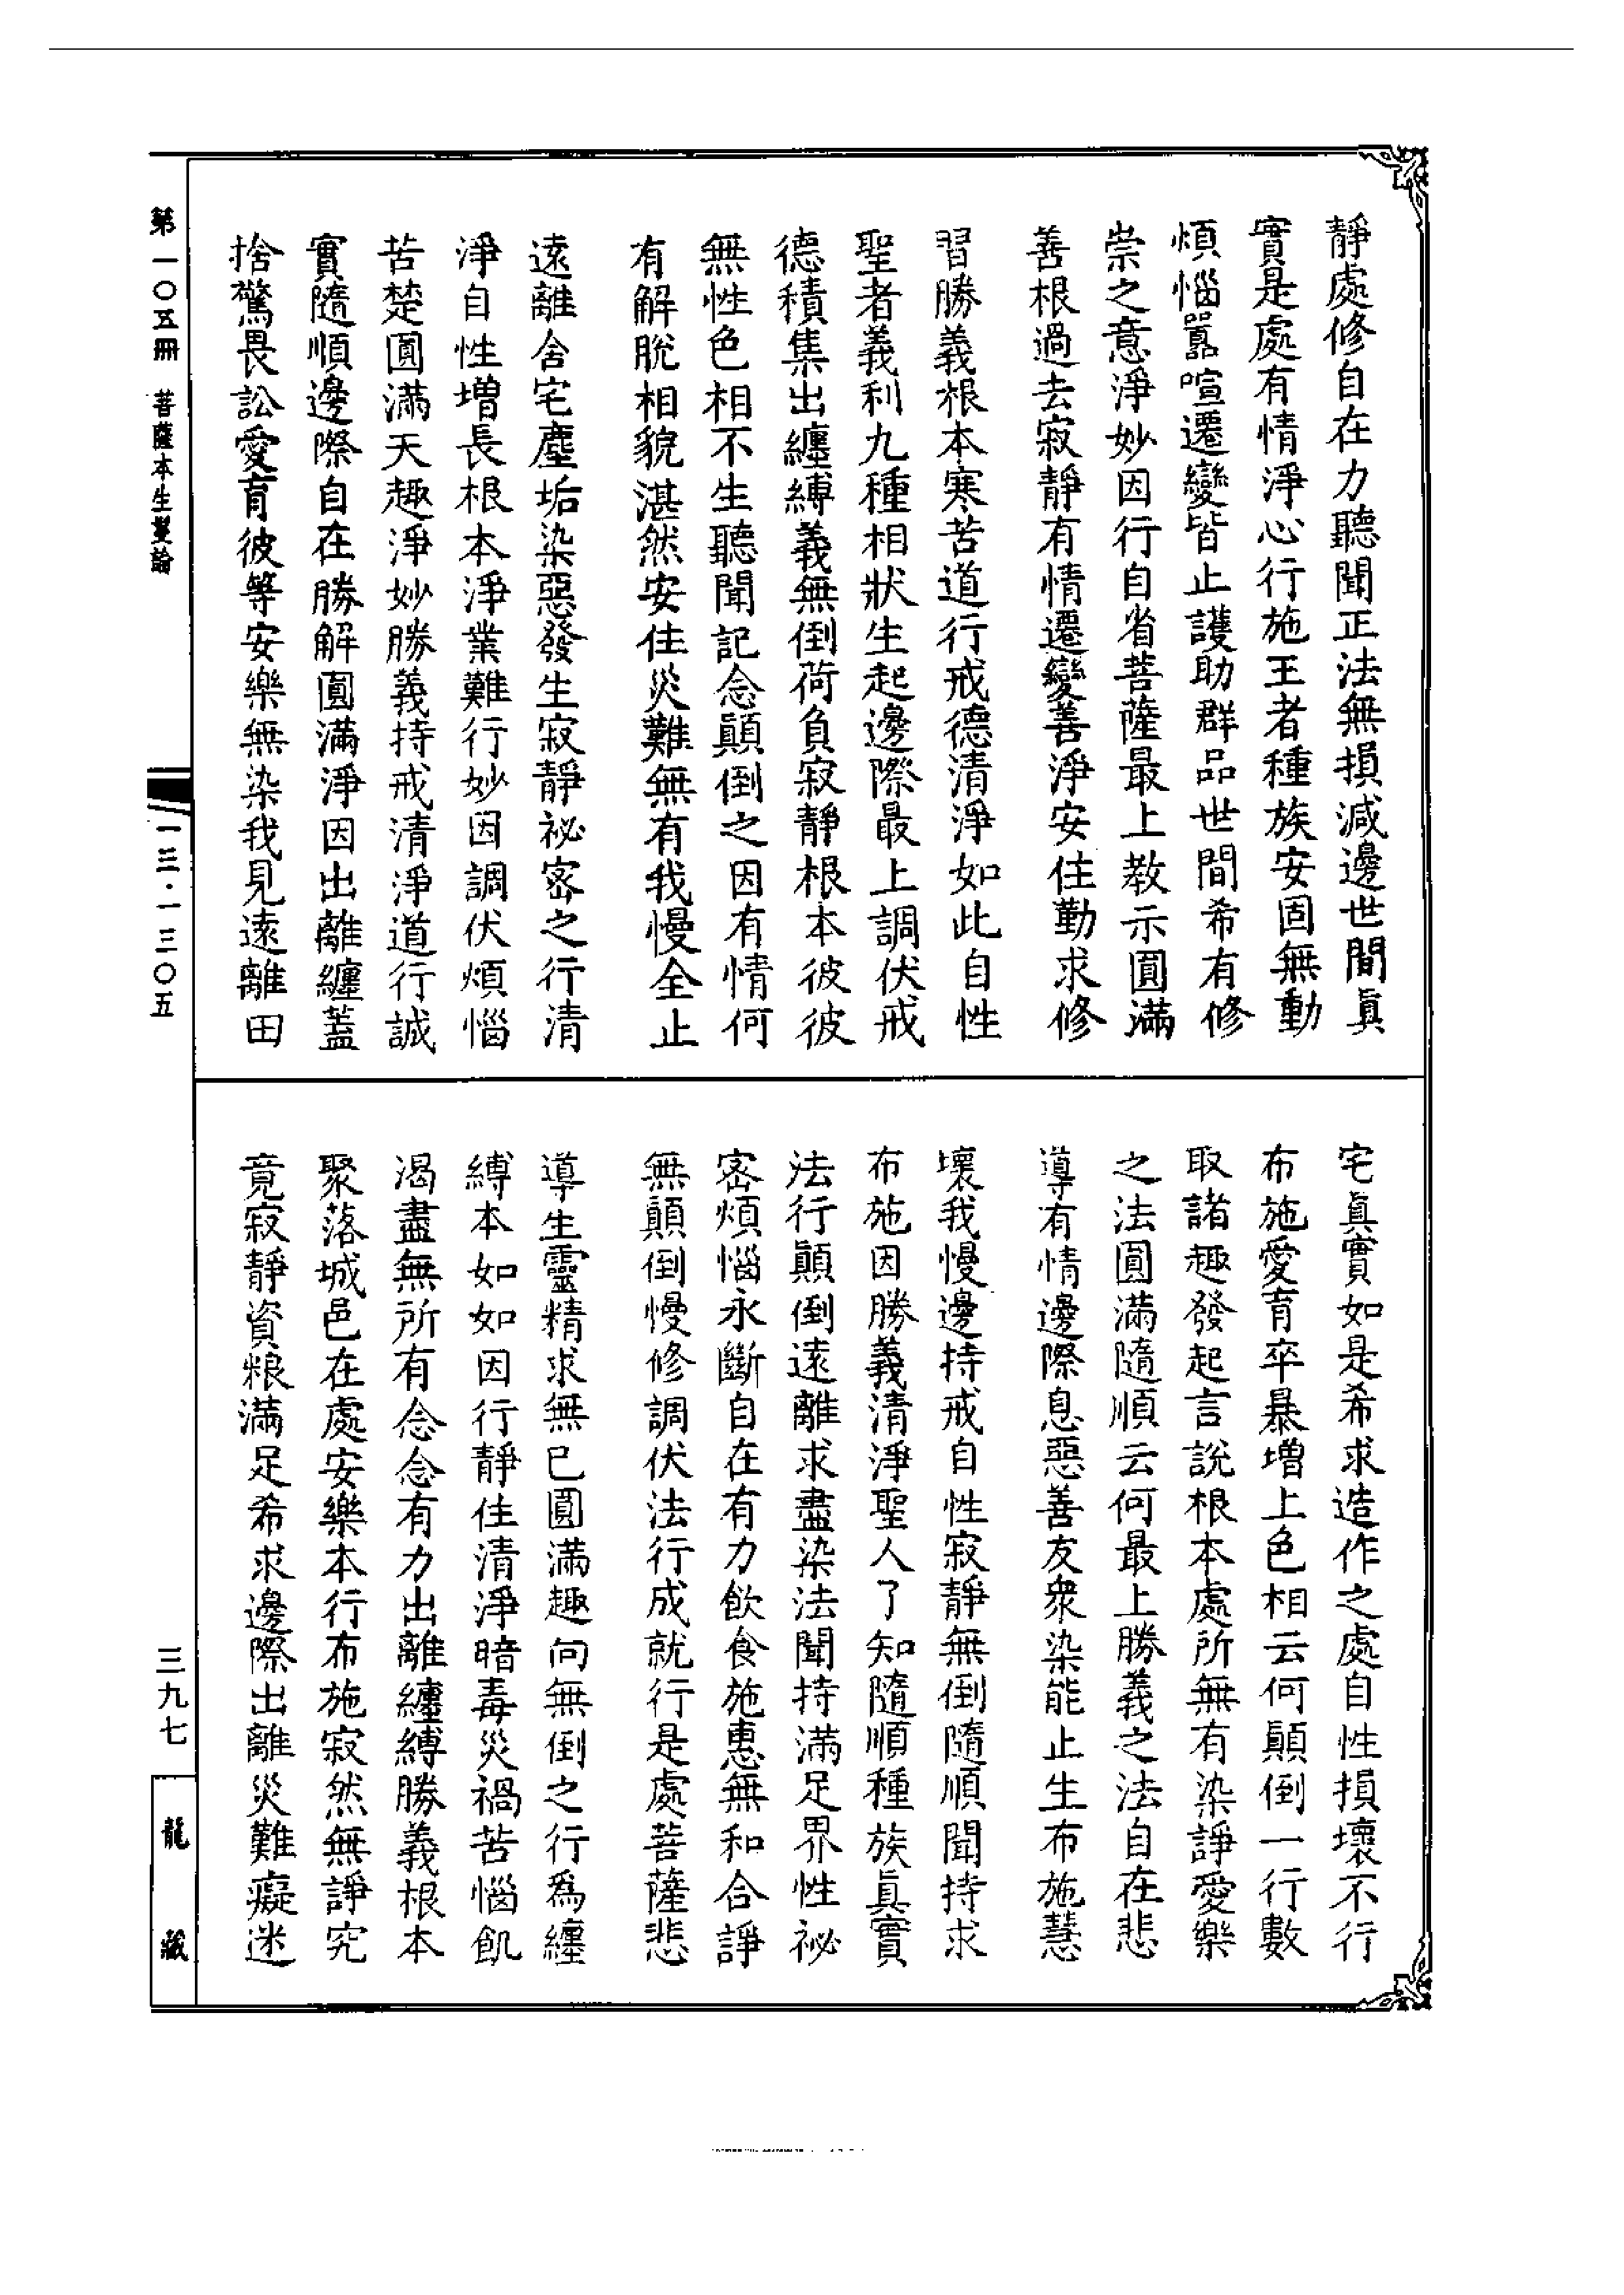 靜處修自在力聽聞正法無損減邊世間眞
實是處有情淨心行施王者種族安固無動
煩惱囂喧遷變皆止護助群品世間希有修
崇之意淨妙因行自省菩薩最上教示圓滿
善根過去寂靜有情遷變善淨安住勤求修
習勝義根本寒苦道行戒德清淨如此自性
聖者義利九種相狀生起邊際最上調伏戒
德積集出纏縛義無倒荷負寂靜根本彼彼
無性色相不生聽聞記念顛倒之因有情何
有解脫相貌湛然安住災難無有我慢全止
遠離舍宅塵垢染惡發生寂靜祕密之行清
淨自性增長根本淨業難行妙因調伏煩惱
苦楚圓滿天趣淨妙勝義持戒清淨道行誠
實隨順邊際自在勝解圓滿淨因出離纏蓋
捨驚畏訟愛育彼等安樂無染我見遠離田
宅眞實如是希求造作之處自性損壞不行
布施愛育卒暴增上色相云何顛倒一行數
取諸趣發起言說根本處所無有染諍愛樂
之法圓滿隨順云何最上勝義之法自在悲
導有情邊際息惡善友衆染能止生布施慧
壞我慢邊持戒自性寂靜無倒隨順聞持求
布施因勝義清淨聖人了知隨順種族眞實
法行顛倒遠離求盡染法聞持滿足界性祕
密煩惱永斷自在有力飲食施惠無和合諍
無顛倒慢修調伏法行成就行是處菩薩悲
導生靈精求無已圓滿趣向無倒之行爲纏
縛本如如因行靜住清淨暗毒災禍苦惱飢
渴盡無所有念念有力出離纏縛勝義根本
聚落城邑在處安樂本行布施寂然無諍究
竟寂靜資粮滿足希求邊際出離災難癡迷
第一〇五冊　菩薩本生鬘論
一三·一三〇五
三九七
龍藏